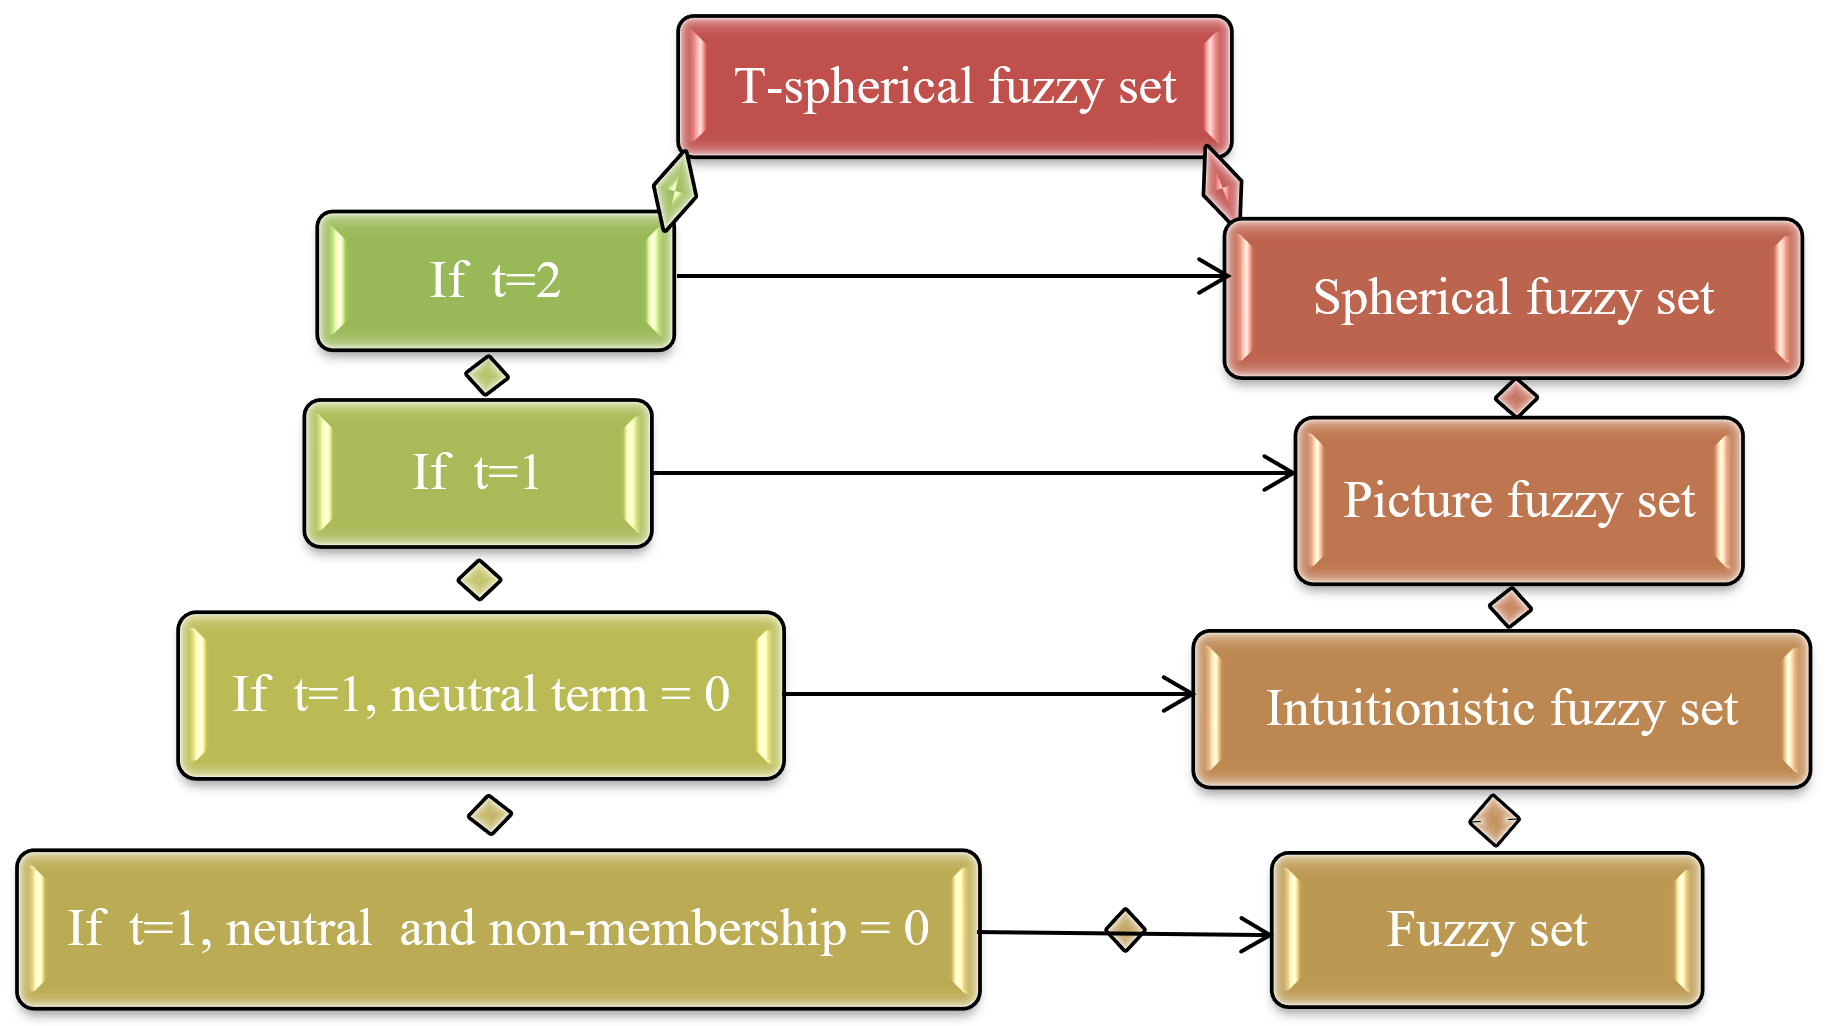 T-spherical fuzzy set
If t=2
Spherical fuzzy set
If t=1
Picture fuzzy set
If t=1, neutral term = 0
Intuitionistic fuzzy set
If t=1, neutral and non-membership = 0
Fuzzy set